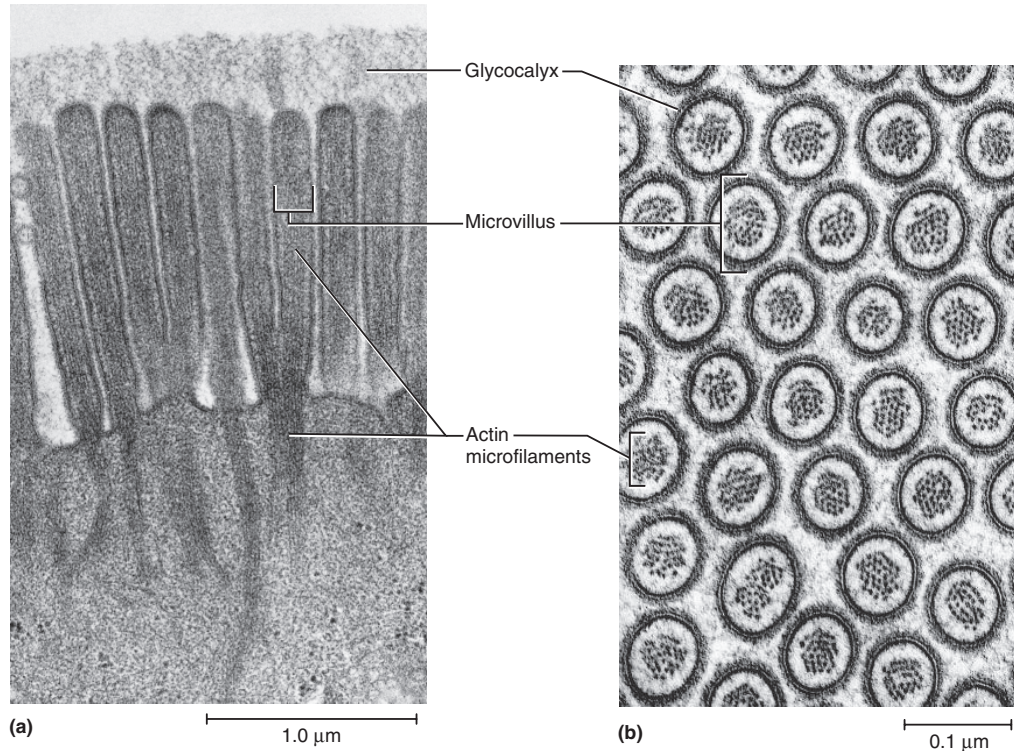 Glycocalyx
Microvillus
Actin
microfilaments
(a)
1.0 μm
(b)
0.1 μm